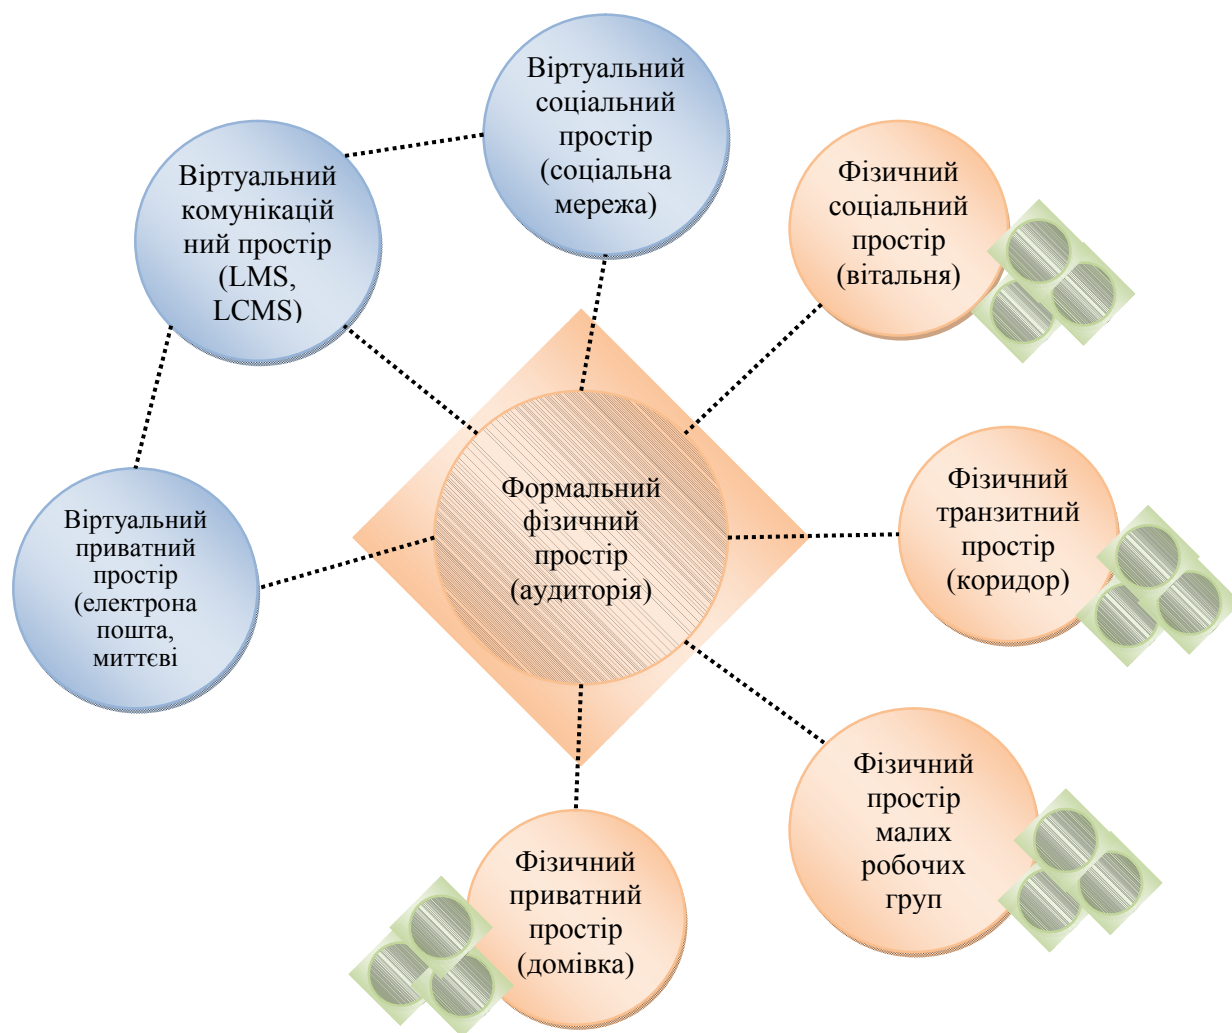 Віртуальний
соціальний
простір
(соціальна
мережа)
Віртуальний
комунікацій
ний простір
(LMS,
LCMS)
Фізичний
соціальний
простір
(вітальня)
Формальний
фізичний
простір
(аудиторія)
Фізичний
транзитний
простір
(коридор)
Віртуальний
приватний
простір
(електрона
пошта,
миттєві
Фізичний
простір
малих
робочих
груп
Фізичний
приватний
простір
(домівка)